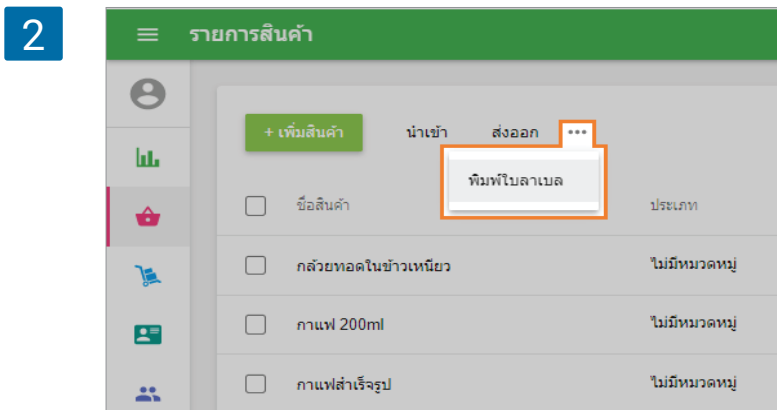 2
รายการสินค้า
+ เพิ่มสินค้า นำเข้า ส่งออก •••
พิมพ์ใบลาเบล
ชื่อสินค้า ประเภท
กล้วยทอดในข้าวเหนียว ไม่มีหมวดหมู่
กาแฟ 200ml ไม่มีหมวดหมู่
กาแฟสำเร็จรูป ไม่มีหมวดหมู่